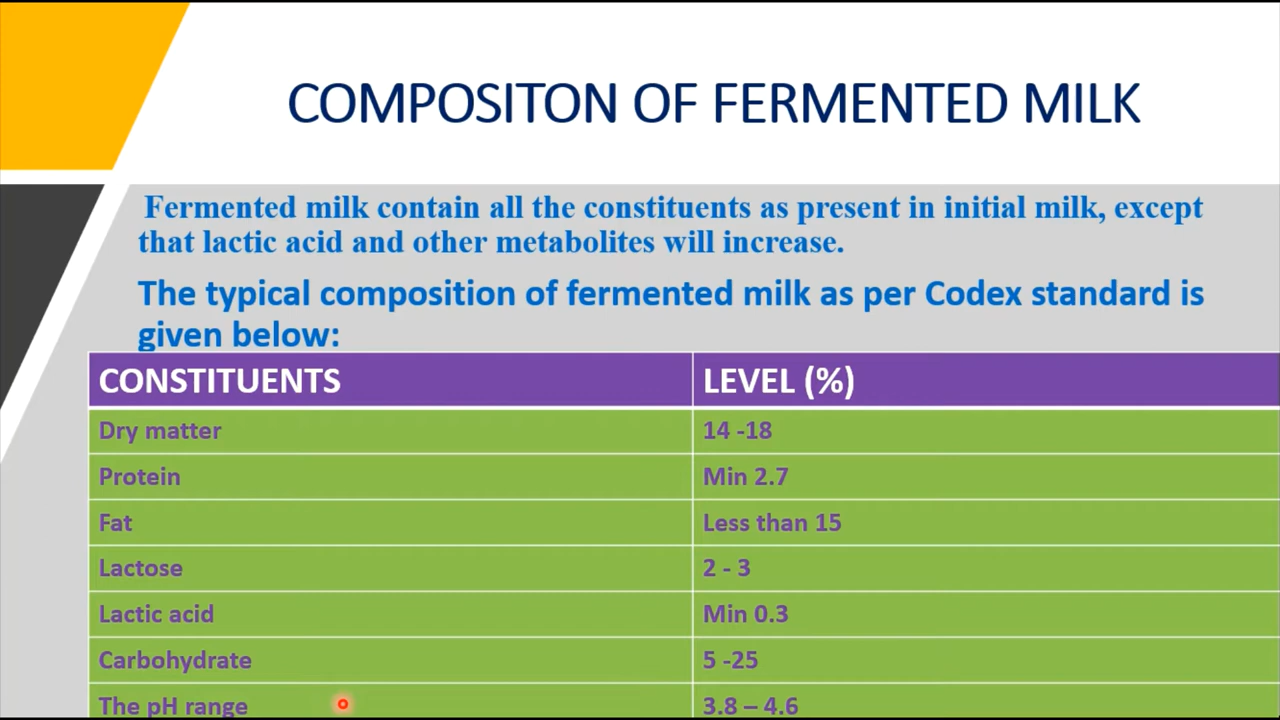 COMPOSITON OF FERMENTED MILK
Fermented milk contain all the constituents as present in initial milk, except
that lactic acid and other metabolites will increase.
The typical composition of fermented milk as per Codex standard is
given below:
CONSTITUENTS LEVEL (%)
Dry matter 14 -18
Protein Min 2.7
Fat Less than 15
Lactose 2 - 3
Lactic acid Min 0.3
Carbohydrate 5 -25
The pH range 3.8 – 4.6